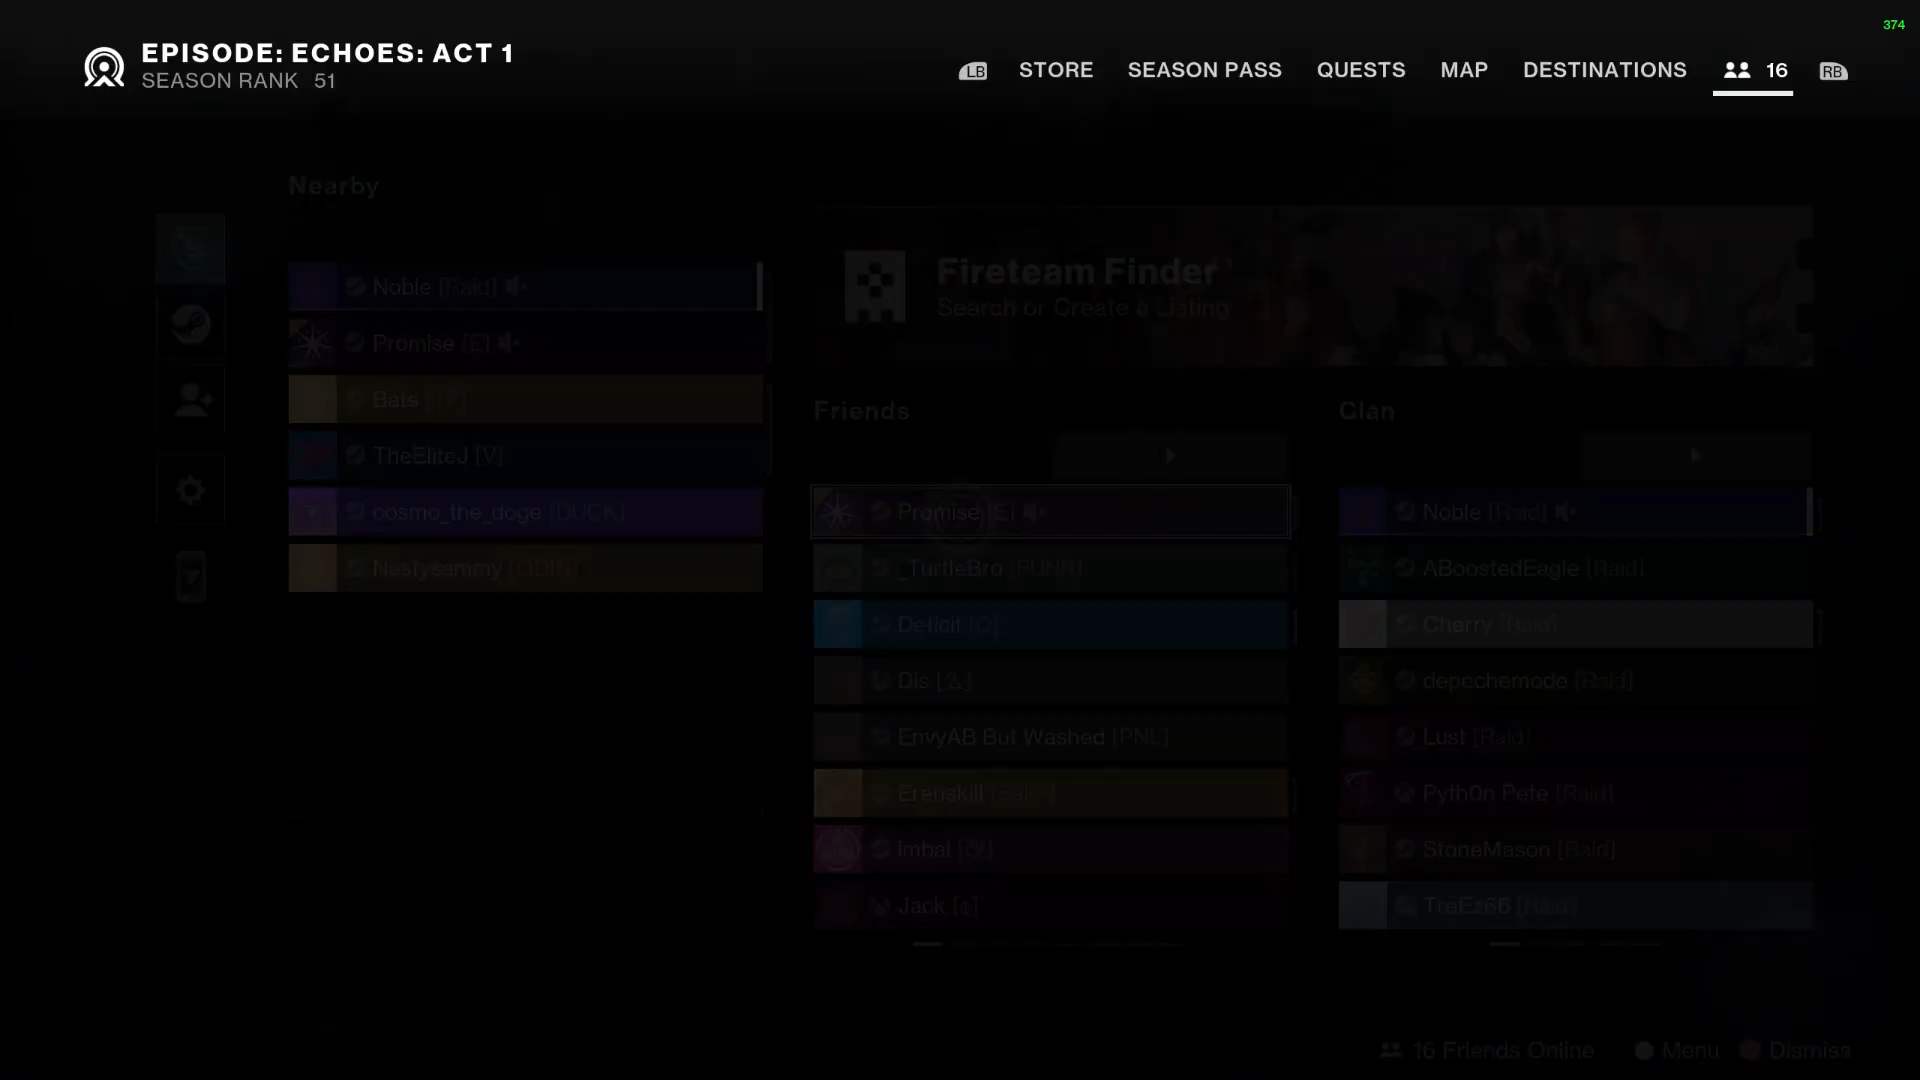 374
EPISODE: ECHOES: ACT 1
SEASON RANK 51
LB STORE SEASON PASS QUESTS MAP DESTINATIONS 16 RB
Nearby
Noble [Raid]
Promise [E]
Bats
TheEliteJ [V]
cosmo_the_doge [DUCK]
Nastysammy
Fireteam Finder
Search or Create a Listing
Friends
Promise [E]
_TurtleBro [PUNK]
Deficit
Dis
EnvyAB But Washed [PNL]
Erenskill
imbal
Jack
Clan
Noble [Raid]
ABoostedEagle [Raid]
Cherry [Raid]
depechemode [Raid]
Lust [Raid]
Pyth0n Pete [Raid]
StoneMason [Raid]
TreEz66 [Raid]
16 Friends Online Menu Dismiss